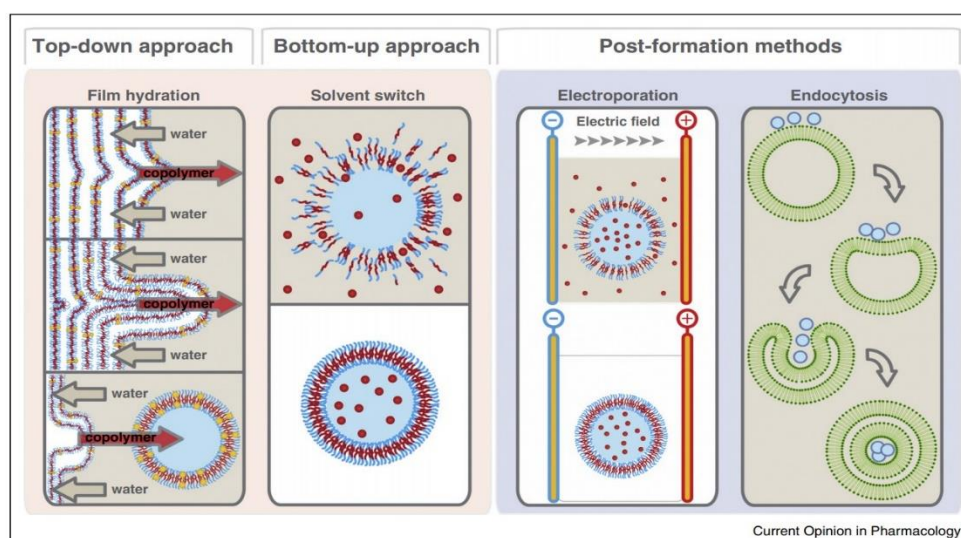 Top-down approach
Bottom-up approach
Post-formation methods
Film hydration
water
copolymer
water
water
copolymer
water
water
copolymer
water
Solvent switch
Electroporation
−
Electric field
+
−
+
Endocytosis
Current Opinion in Pharmacology